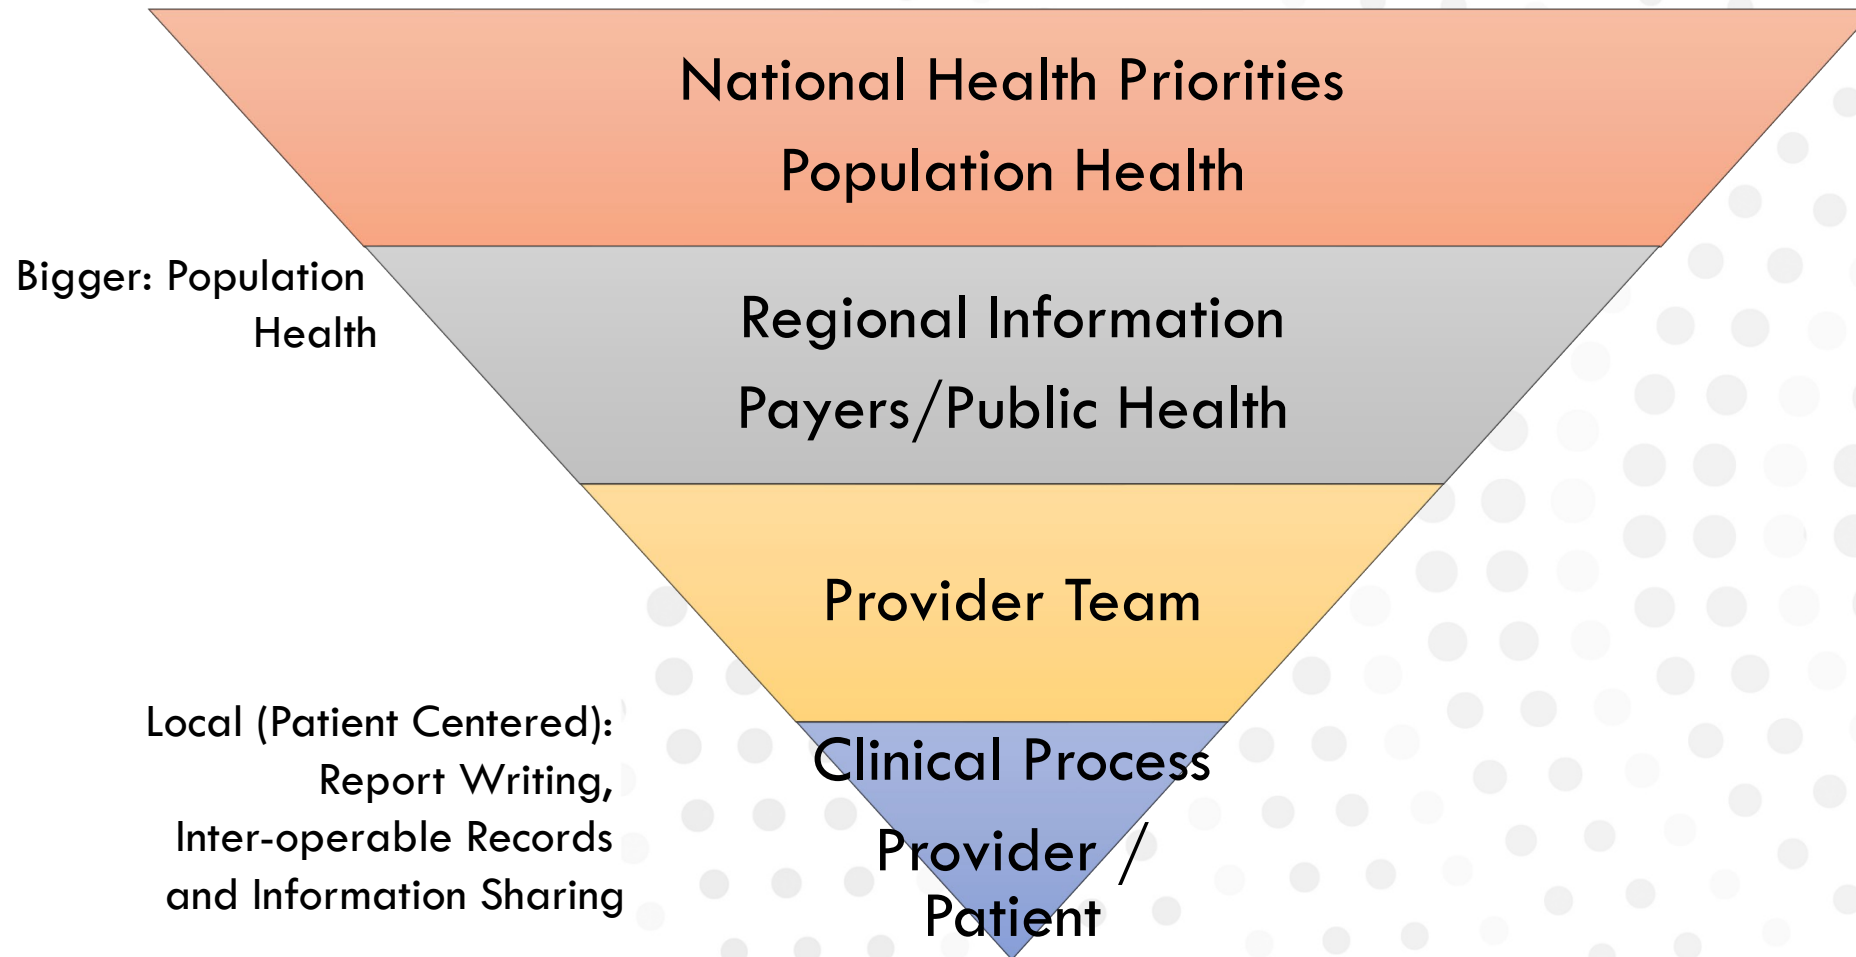 National Health Priorities
Population Health
Bigger: Population
Health
Regional Information
Payers/Public Health
Provider Team
Local (Patient Centered):
Report Writing,
Inter-operable Records
and Information Sharing
Clinical Process
Provider /
Patient